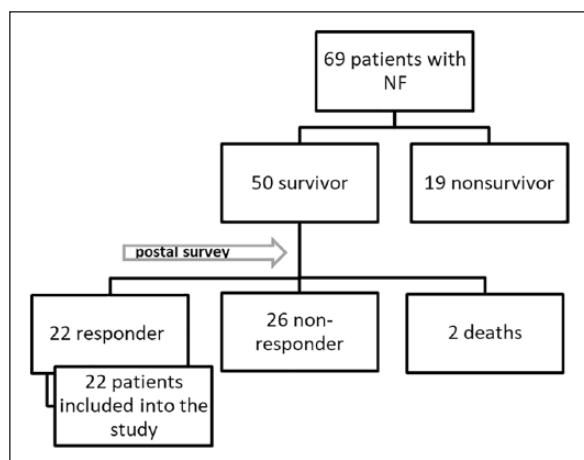 69 patients with
NF
50 survivor
19 nonsurvivor
postal survey
22 responder
26 non-
responder
2 deaths
22 patients
included into the
study